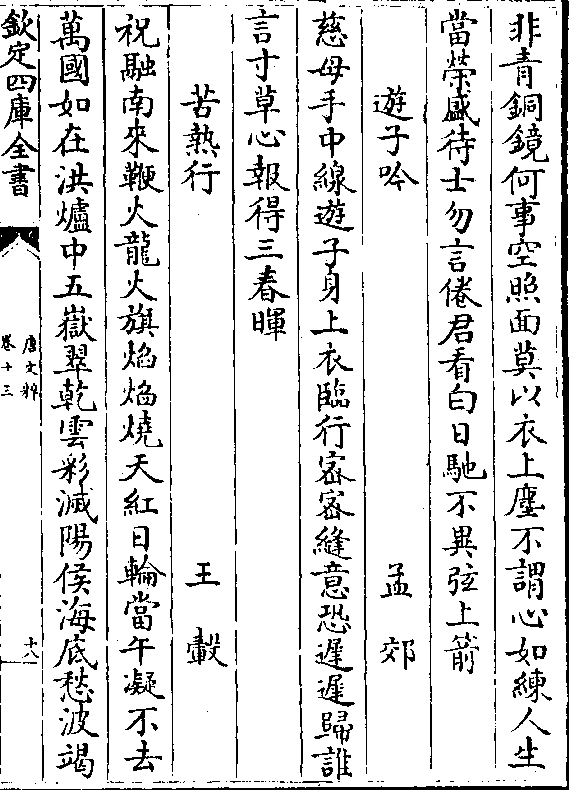 非青銅鏡何事空照面莫以衣上塵不謂心如練人生
當榮盛待士勿言倦君看白日馳不異弦上箭
遊子吟 孟郊
慈母手中線遊子身上衣臨行密密縫意恐遲遲歸誰
言寸草心報得三春暉
苦熱行 王轂
祝融南來鞭火龍火旗焰焰燒天紅日輪當午凝不去
萬國如在洪爐中五嶽翠乾雲彩滅陽侯海底愁波竭
欽定四庫全書
唐文粹
卷十三
十八